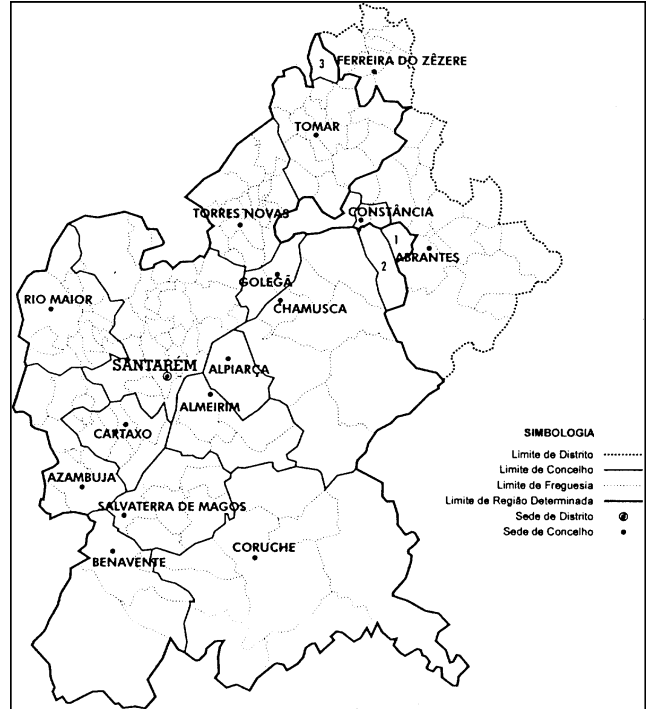 3
FERREIRA DO ZÊZERE
TOMAR
TORRES NOVAS
CONSTÂNCIA
1
ABRANTES
2
GOLEGÃ
CHAMUSCA
RIO MAIOR
SANTARÉM
ALPIARÇA
ALMEIRIM
CARTAXO
AZAMBUJA
SALVATERRA DE MAGOS
CORUCHE
BENAVENTE
SIMBOLOGIA
Limite de Distrito
Limite de Concelho
Limite de Freguesia
Limite de Região Determinada
Sede de Distrito
Sede de Concelho